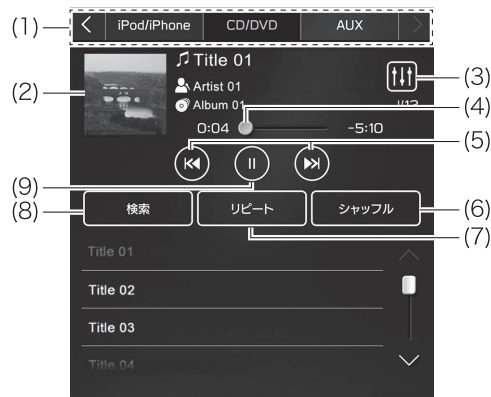 (1) iPod/iPhone CD/DVD AUX
Title 01
(2) Artist 01 (3)
Album 01 (4)
0:04 -5:10
(5)
(9)
(8) 検索 リピート シャッフル (6)
(7)
Title 01
Title 02
Title 03
Title 04